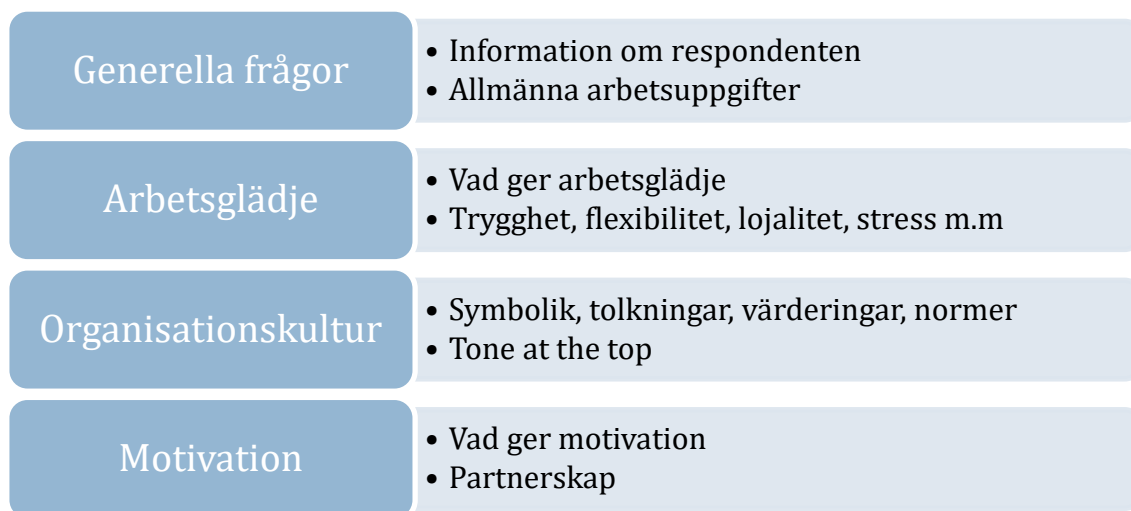 Generella frågor
• Information om respondenten
• Allmänna arbetsuppgifter
Arbetsglädje
• Vad ger arbetsglädje
• Trygghet, flexibilitet, lojalitet, stress m.m
Organisationskultur
• Symbolik, tolkningar, värderingar, normer
• Tone at the top
Motivation
• Vad ger motivation
• Partnerskap